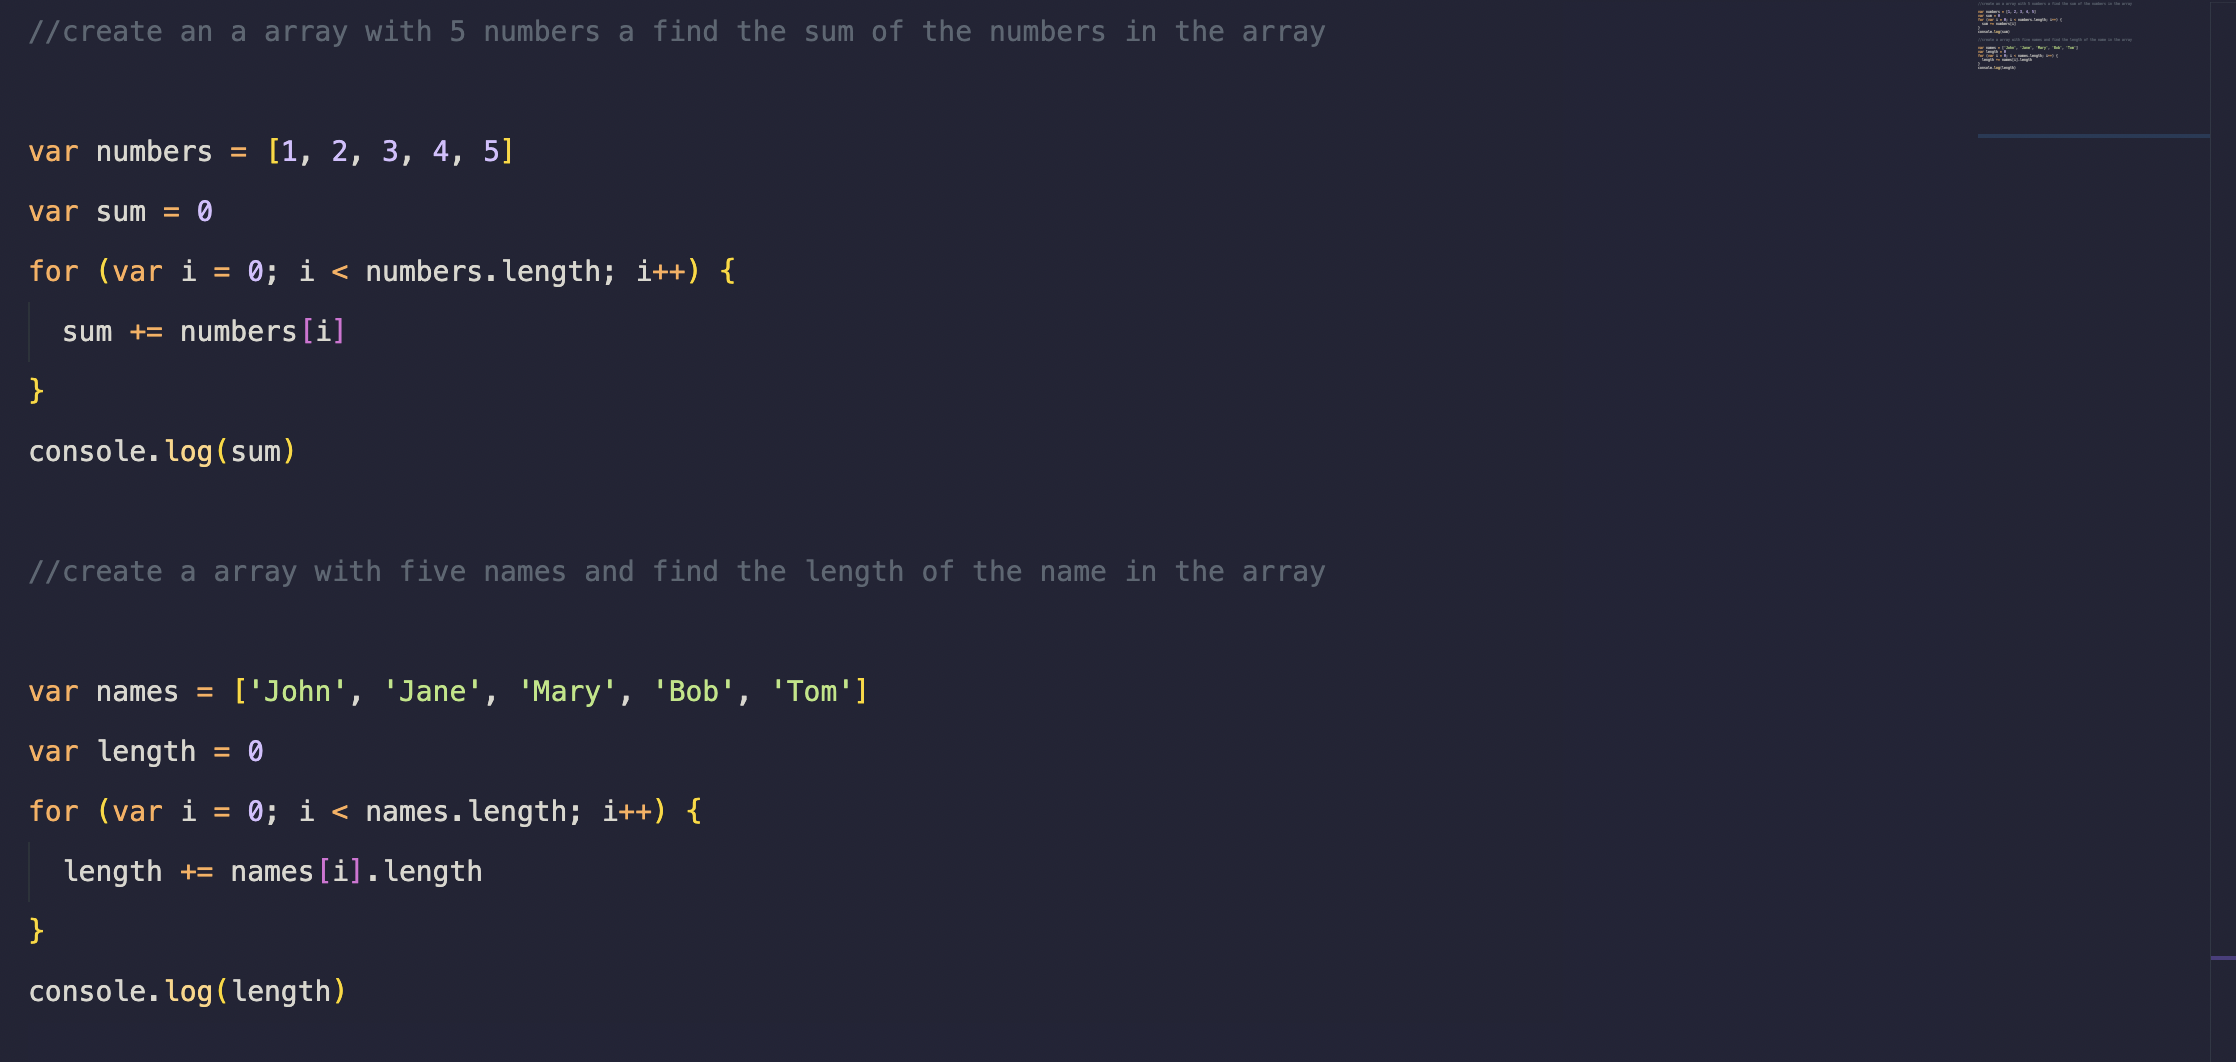 //create an a array with 5 numbers a find the sum of the numbers in the array
var numbers = [1, 2, 3, 4, 5]
var sum = 0
for (var i = 0; i < numbers.length; i++) {
  sum += numbers[i]
}
console.log(sum)
//create a array with five names and find the length of the name in the array
var names = ['John', 'Jane', 'Mary', 'Bob', 'Tom']
var length = 0
for (var i = 0; i < names.length; i++) {
  length += names[i].length
}
console.log(length)